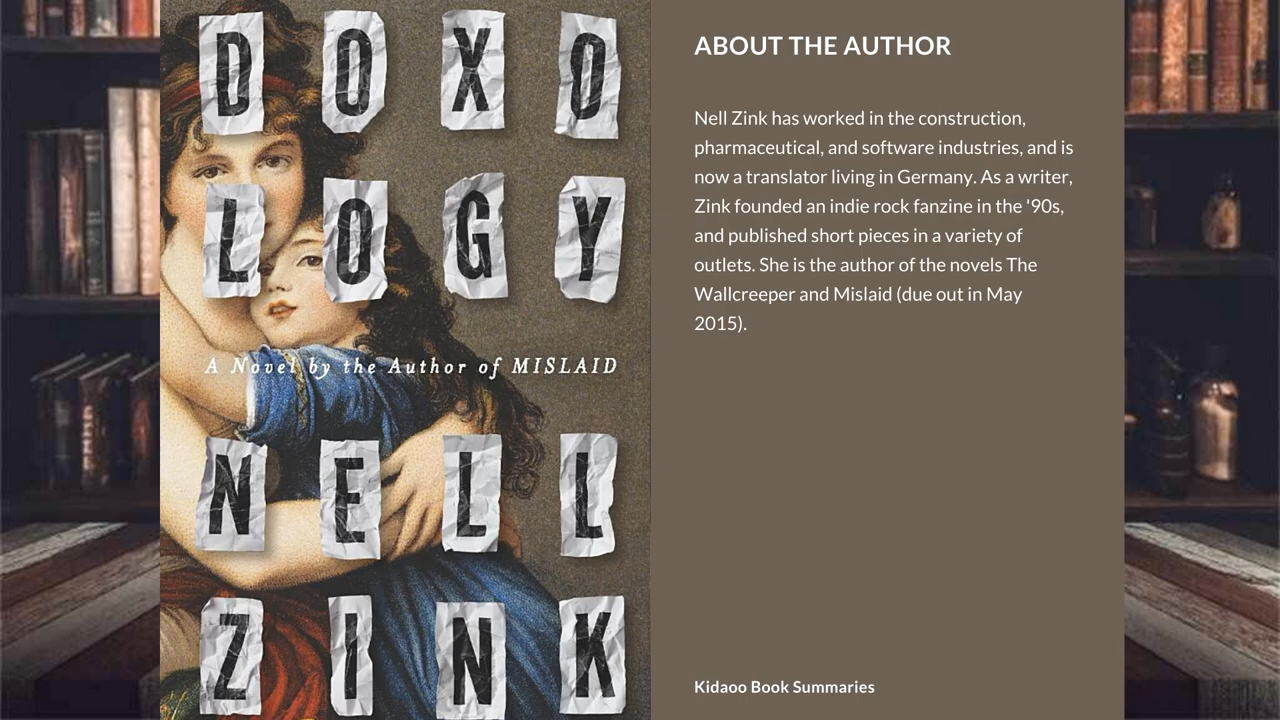 DOXO
LOGY
A Novel by the Author of MISLAID
NELL
ZINK
ABOUT THE AUTHOR
Nell Zink has worked in the construction,
pharmaceutical, and software industries, and is
now a translator living in Germany. As a writer,
Zink founded an indie rock fanzine in the '90s,
and published short pieces in a variety of
outlets. She is the author of the novels The
Wallcreeper and Mislaid (due out in May
2015).
Kidaoo Book Summaries